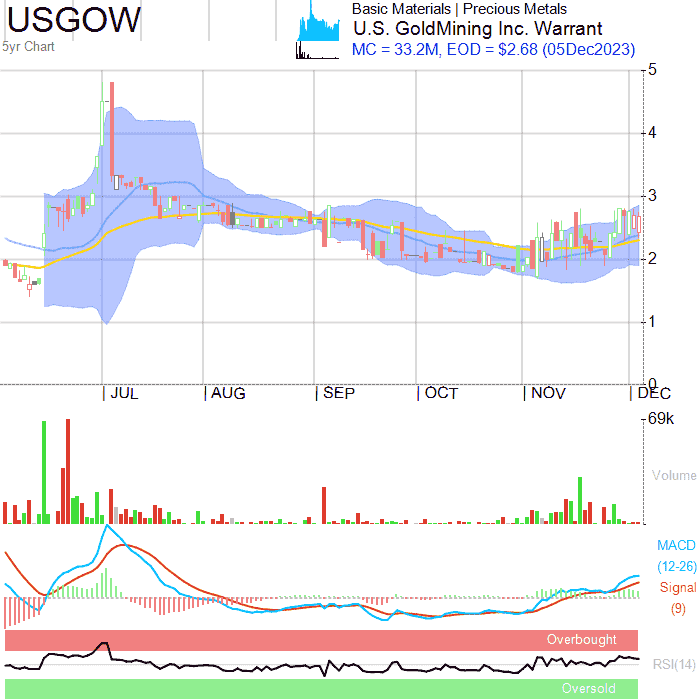 USGOW
5yr Chart
Basic Materials | Precious Metals
U.S. GoldMining Inc. Warrant
MC = 33.2M, EOD = $2.68 (05Dec2023)
5
4
3
2
1
0
| JUL | AUG | SEP | OCT | NOV | DEC
69k
Volume
MACD
(12-26)
Signal
(9)
Overbought
RSI(14)
Oversold